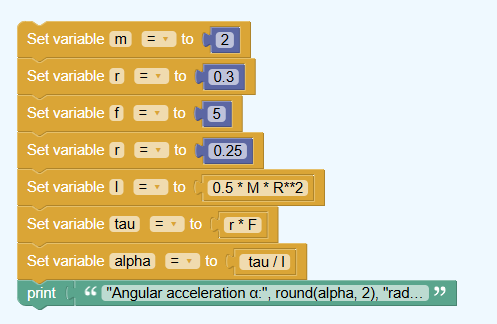 Set variable m = ▾ to 2
Set variable r = ▾ to 0.3
Set variable f = ▾ to 5
Set variable r = ▾ to 0.25
Set variable I = ▾ to 0.5 * M * R**2
Set variable tau = ▾ to r * F
Set variable alpha = ▾ to tau / I
print “ "Angular acceleration α:", round(alpha, 2), "rad... ”